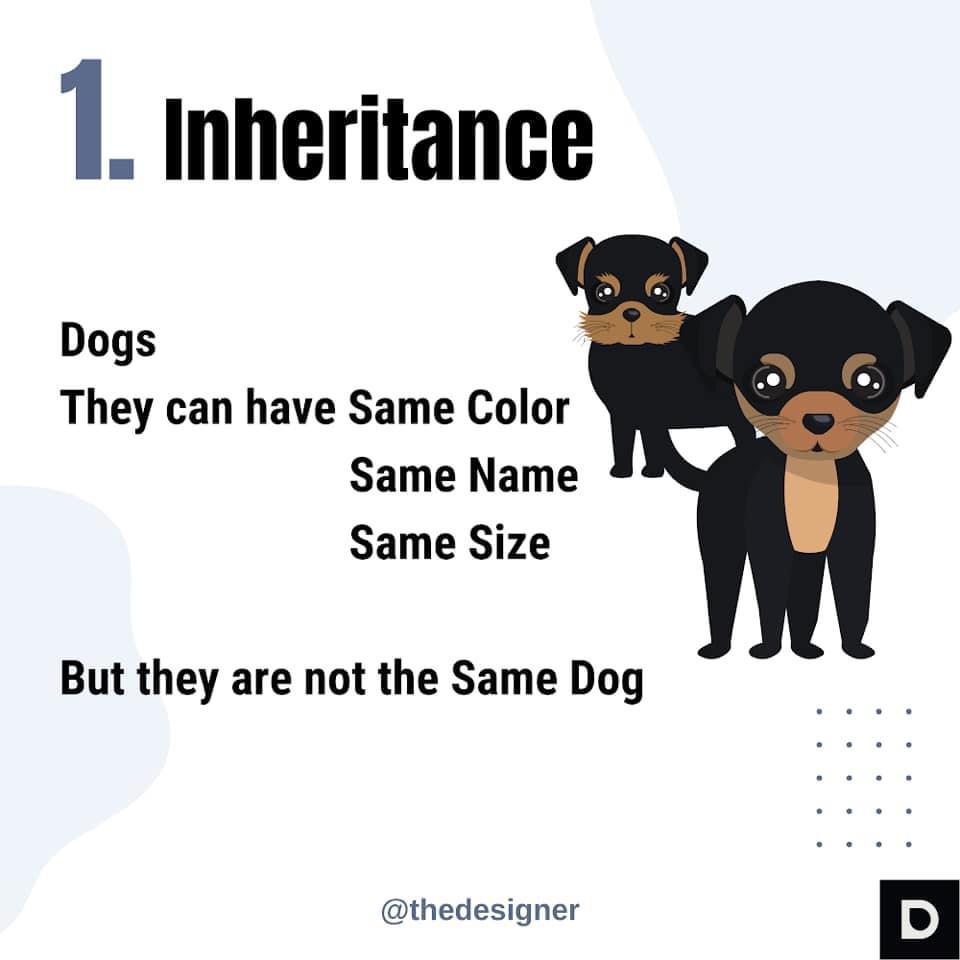 1. Inheritance
Dogs
They can have Same Color
Same Name
Same Size
But they are not the Same Dog
@thedesigner
D